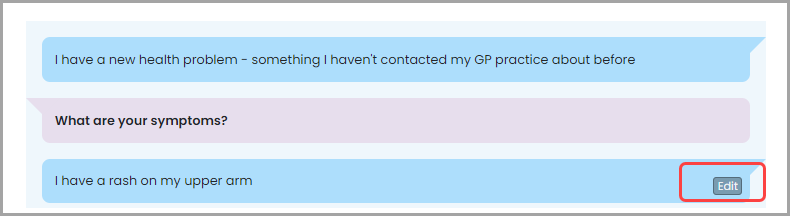 I have a new health problem - something I haven't contacted my GP practice about before
What are your symptoms?
I have a rash on my upper arm
Edit